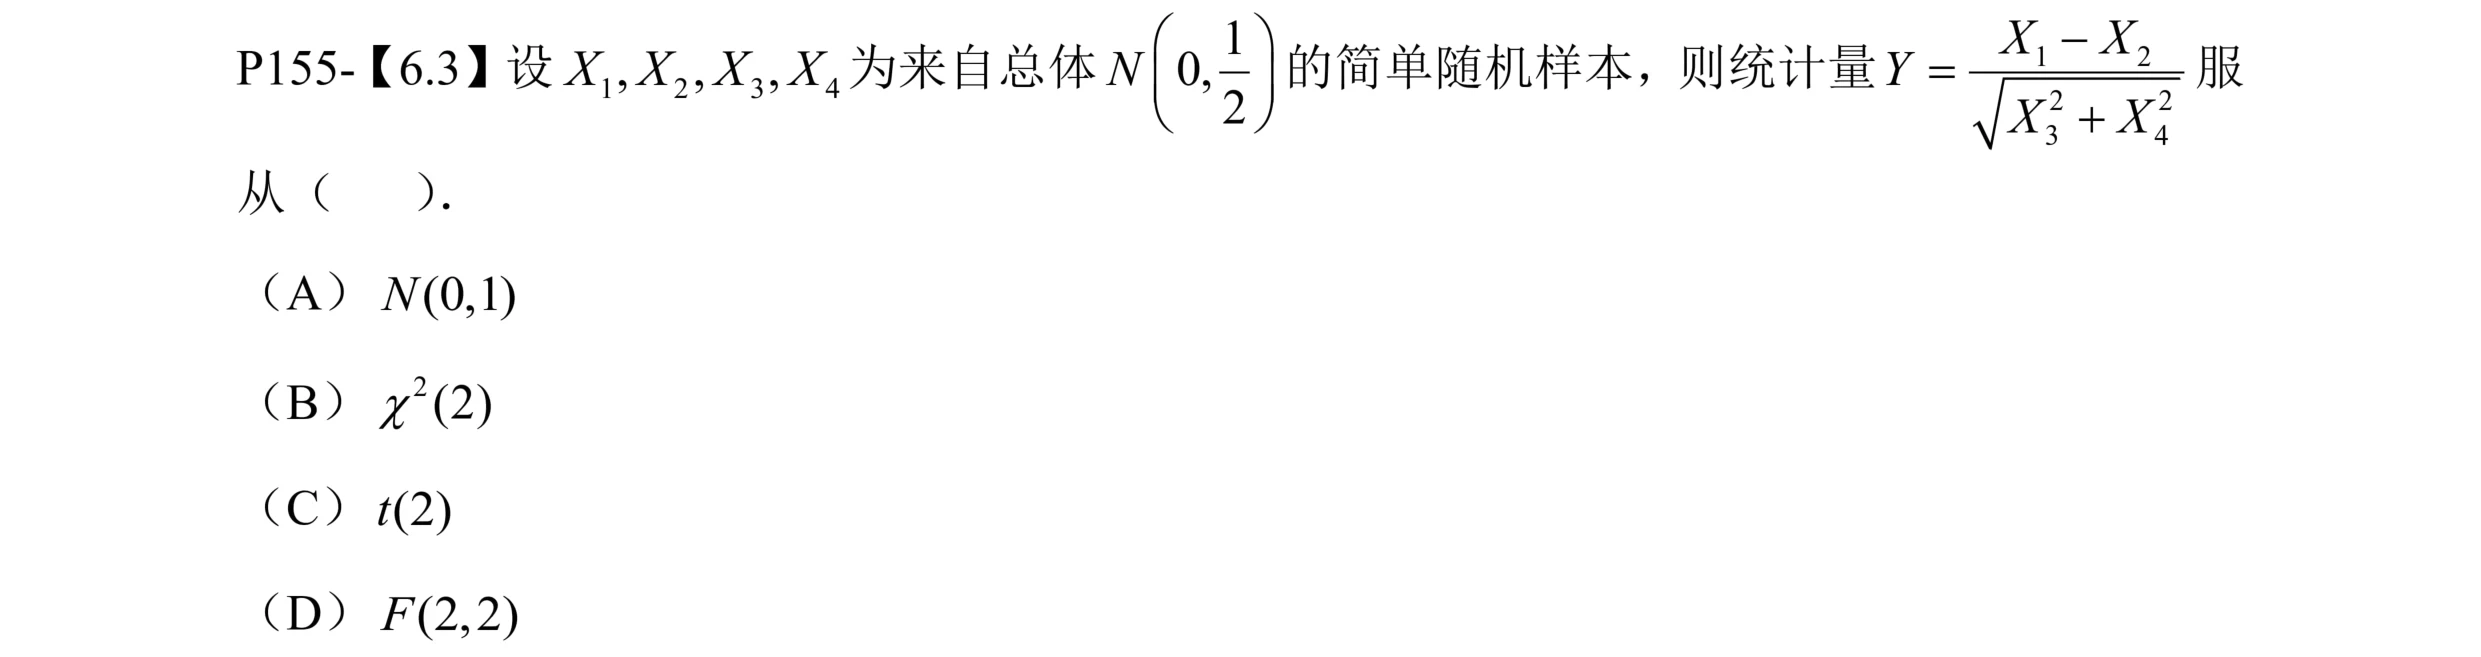 P155-【6.3】设 $X_1, X_2, X_3, X_4$ 为来自总体 $N\left(0, \frac{1}{2}\right)$ 的简单随机样本，则统计量 $Y = \frac{X_1 - X_2}{\sqrt{X_3^2 + X_4^2}}$ 服
从（　　）.
（A） $N(0,1)$
（B） $\chi^2(2)$
（C） $t(2)$
（D） $F(2,2)$